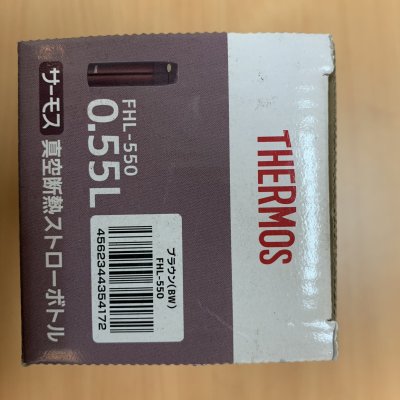 THERMOS
FHL-550
0.55L
サーモス 真空断熱ストローボトル
ブラウン(BW)
FHL-550
4562344354172